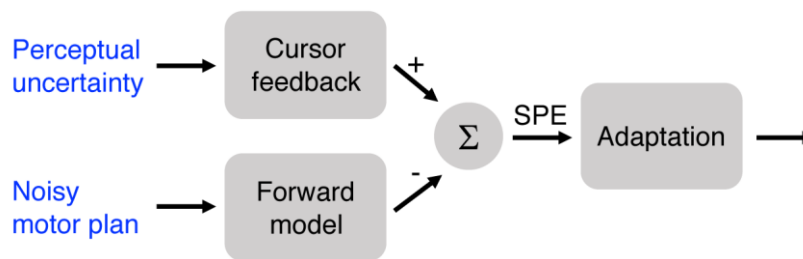 Perceptual
uncertainty
Cursor
feedback
+
Σ
SPE
Adaptation
-
Noisy
motor plan
Forward
model